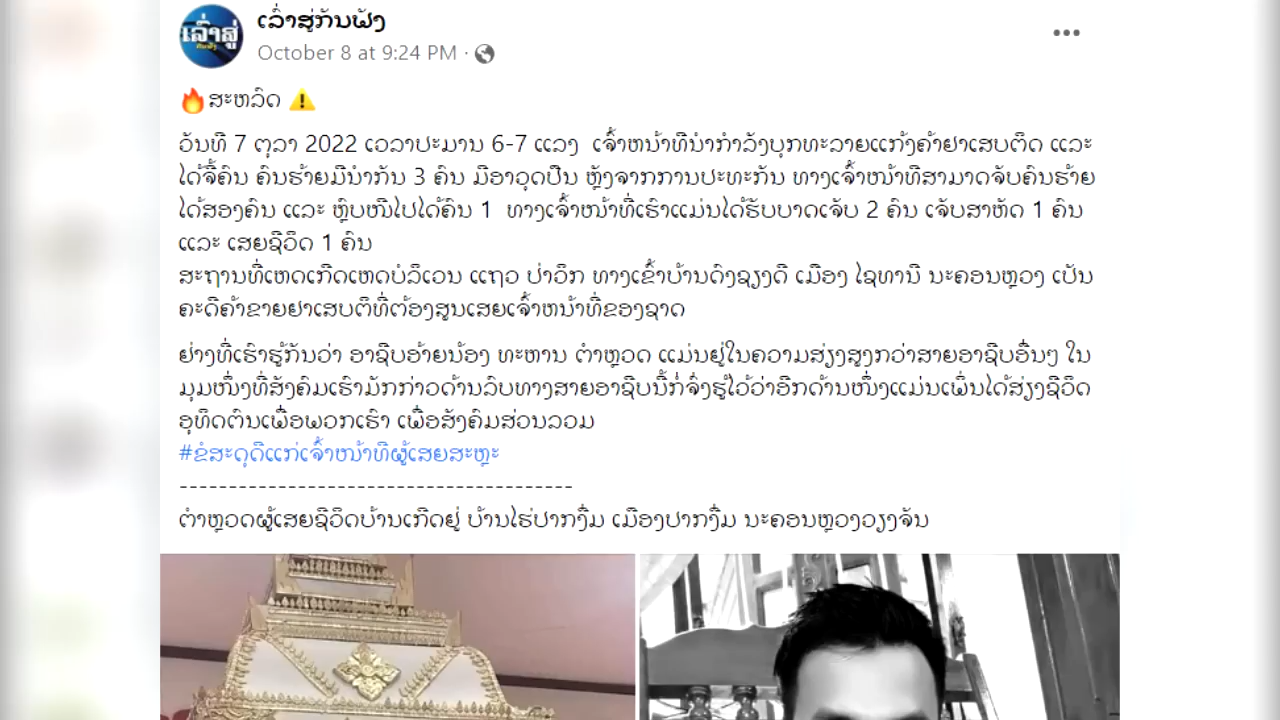 ເລົ່າສູ່ກັນຟັງ
ເລົ່າສູ່
ກັນຟັງ
October 8 at 9:24 PM ·
🔥ສະຫລົດ ⚠️
ວັນທີ 7 ຕຸລາ 2022 ເວລາປະມານ 6-7 ແລງ ເຈົ້າຫນ້າທີ່ນຳກຳລັງບຸກທະລາຍແກ້ງຄ້າຢາເສບຕິດ ແລະ
ໄດ້ຈີ້ຄົນ ຄົນຮ້າຍມີນຳກັນ 3 ຄົນ ມີອາວຸດປືນ ຫຼັງຈາກການປະທະກັນ ທາງເຈົ້າໜ້າທີສາມາດຈັບຄົນຮ້າຍ
ໄດ້ສອງຄົນ ແລະ ຫຼົບໜີໄປໄດ້ຄົນ 1 ທາງເຈົ້າໜ້າທີ່ເຮົາແມ່ນໄດ້ຮັບບາດເຈັບ 2 ຄົນ ເຈັບສາຫັດ 1 ຄົນ
ແລະ ເສຍຊີວິດ 1 ຄົນ
ສະຖານທີ່ເຫດເກີດເຫດບໍລິເວນ ແຖວ ປ່າວິກ ທາງເຂົ້າບ້ານດົງຊຽງດີ ເມືອງ ໄຊທານີ ນະຄອນຫຼວງ ເປັນ
ຄະດີຄ້າຂາຍຢາເສບຕິທີ່ຕ້ອງສູນເສຍເຈົ້າຫນ້າທີ່ຂອງຊາດ
ຢ່າງທີ່ເຮົາຮູ້ກັນວ່າ ອາຊີບອ້າຍນ້ອງ ທະຫານ ຕຳຫຼວດ ແມ່ນຢູ່ໃນຄວາມສ່ຽງສູງກວ່າສາຍອາຊີບອື່ນໆ ໃນ
ມຸມໜຶ່ງທີ່ສັງຄົມເຮົາມັກກ່າວດ້ານລົບທາງສາຍອາຊີບນີ້ກໍ່ຈົ່ງຮູ້ໄວ້ວ່າອີກດ້ານໜຶ່ງແມ່ນເພິ່ນໄດ້ສ່ຽງຊີວິດ
ອຸທິດຕົນເພື່ອພວກເຮົາ ເພື່ອສັງຄົມສ່ວນລວມ
#ຂໍສະດຸດີແກ່ເຈົ້າໜ້າທີຜູ້ເສຍສະຫຼະ
----------------------------------------
ຕຳຫຼວດຜູ້ເສຍຊີວິດບ້ານເກີດຢູ່ ບ້ານໄຮ່ປາກງື່ມ ເມືອງປາກງື່ມ ນະຄອນຫຼວງວຽງຈັນ